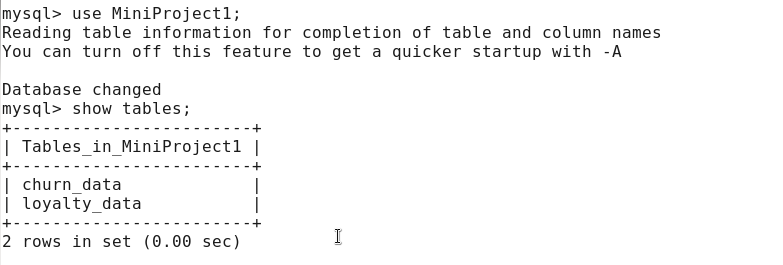 mysql> use MiniProject1;
Reading table information for completion of table and column names
You can turn off this feature to get a quicker startup with -A

Database changed
mysql> show tables;
+------------------------+
| Tables_in_MiniProject1 |
+------------------------+
| churn_data             |
| loyalty_data           |
+------------------------+
2 rows in set (0.00 sec)